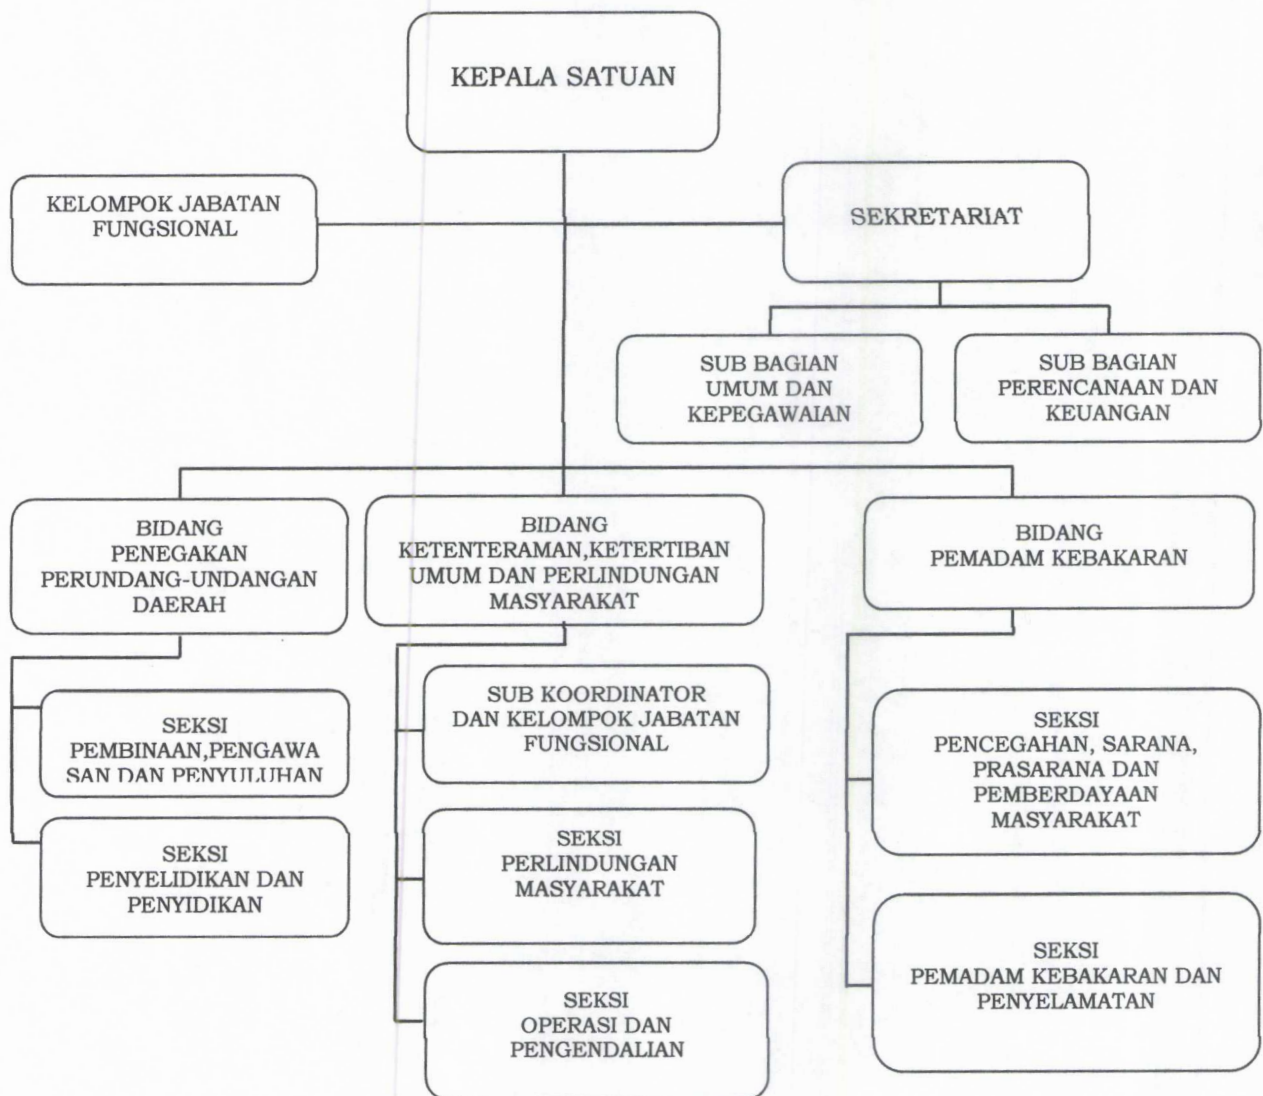 KEPALA SATUAN
KELOMPOK JABATAN
FUNGSIONAL
SEKRETARIAT
SUB BAGIAN
UMUM DAN
KEPEGAWAIAN
SUB BAGIAN
PERENCANAAN DAN
KEUANGAN
BIDANG
PENEGAKAN
PERUNDANG-UNDANGAN
DAERAH
BIDANG
KETENTERAMAN,KETERTIBAN
UMUM DAN PERLINDUNGAN
MASYARAKAT
BIDANG
PEMADAM KEBAKARAN
SEKSI
PEMBINAAN,PENGAWA
SAN DAN PENYULUHAN
SEKSI
PENYELIDIKAN DAN
PENYIDIKAN
SUB KOORDINATOR
DAN KELOMPOK JABATAN
FUNGSIONAL
SEKSI
PERLINDUNGAN
MASYARAKAT
SEKSI
OPERASI DAN
PENGENDALIAN
SEKSI
PENCEGAHAN, SARANA,
PRASARANA DAN
PEMBERDAYAAN
MASYARAKAT
SEKSI
PEMADAM KEBAKARAN DAN
PENYELAMATAN